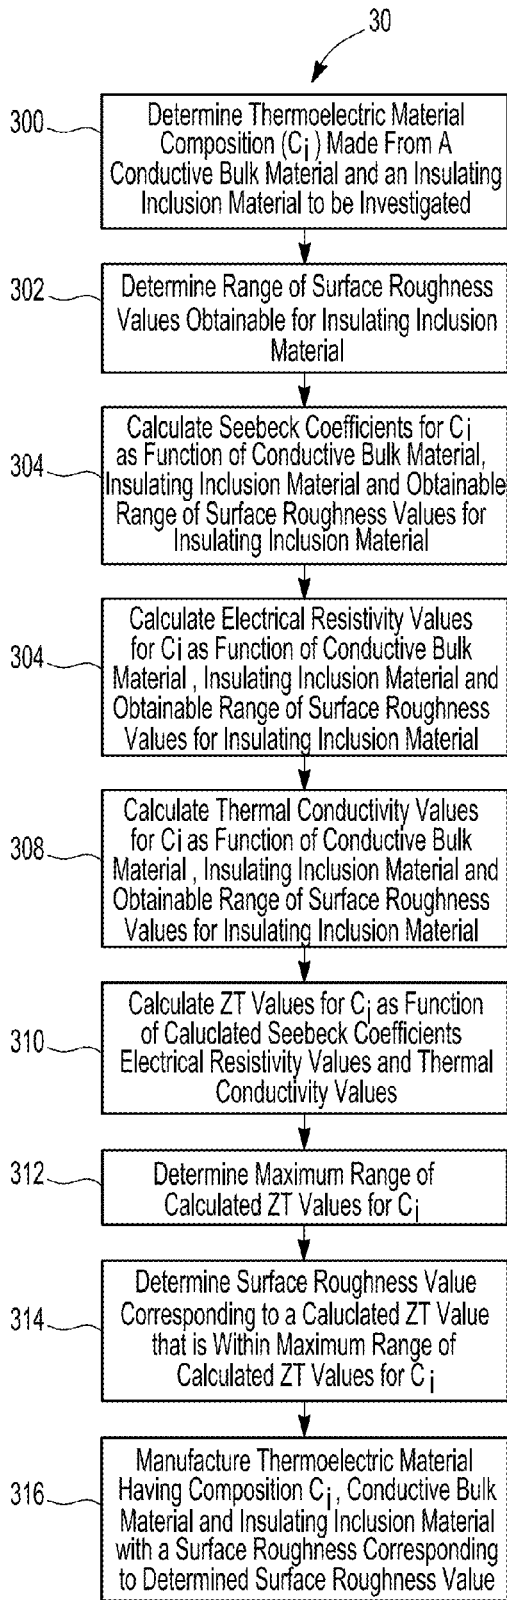 30
300
Determine Thermoelectric Material
Composition (Ci) Made From A
Conductive Bulk Material and an Insulating
Inclusion Material to be Investigated
302
Determine Range of Surface Roughness
Values Obtainable for Insulating Inclusion
Material
304
Calculate Seebeck Coefficients for Ci
as Function of Conductive Bulk Material,
Insulating Inclusion Material and Obtainable
Range of Surface Roughness Values for
Insulating Inclusion Material
304
Calculate Electrical Resistivity Values
for Ci as Function of Conductive Bulk
Material , Insulating Inclusion Material and
Obtainable Range of Surface Roughness
Values for Insulating Inclusion Material
308
Calculate Thermal Conductivity Values
for Ci as Function of Conductive Bulk
Material , Insulating Inclusion Material and
Obtainable Range of Surface Roughness
Values for Insulating Inclusion Material
310
Calculate ZT Values for Ci as Function
of Caluclated Seebeck Coefficients
Electrical Resistivity Values and Thermal
Conductivity Values
312
Determine Maximum Range of
Calculated ZT Values for Ci
314
Determine Surface Roughness Value
Corresponding to a Caluclated ZT Value
that is Within Maximum Range of
Calculated ZT Values for Ci
316
Manufacture Thermoelectric Material
Having Composition Ci, Conductive Bulk
Material and Insulating Inclusion Material
with a Surface Roughness Corresponding
to Determined Surface Roughness Value